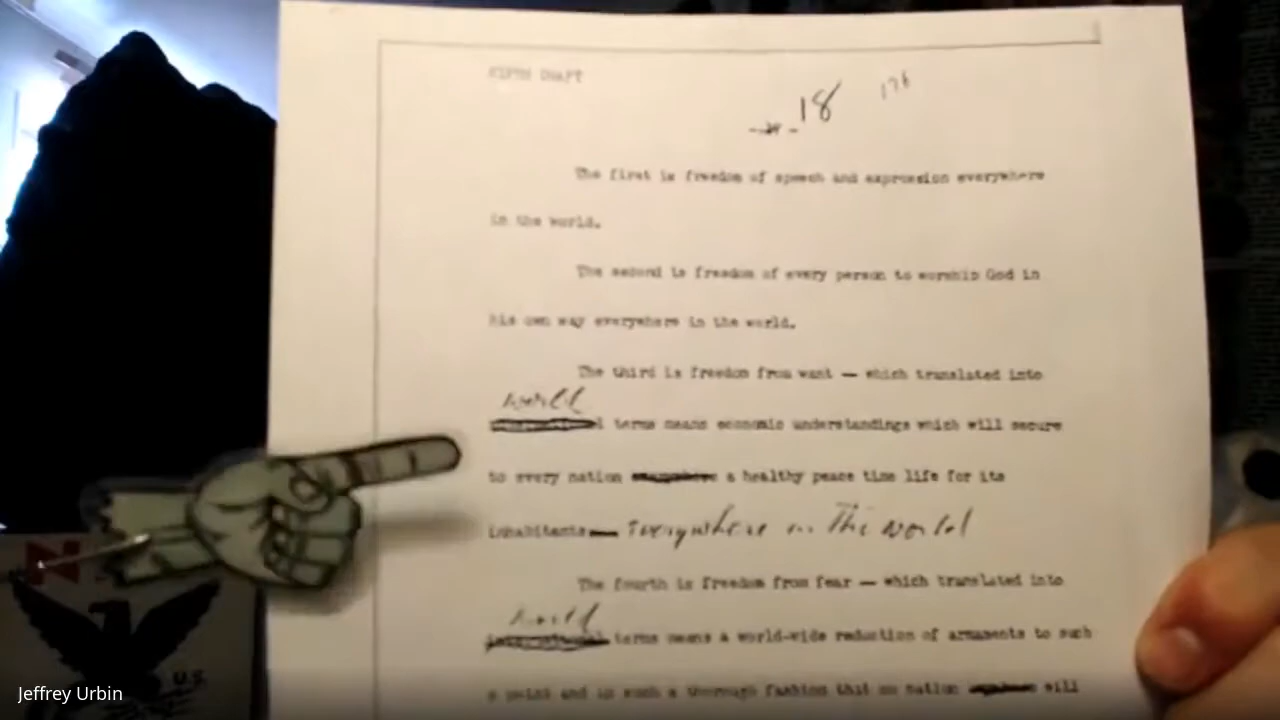 FIFTH DRAFT
18
176
The first is freedom of speech and expression everywhere
in the world.
The second is freedom of every person to worship God in
his own way everywhere in the world.
The third is freedom from want — which translated into
world
terms means economic understandings which will secure
to every nation a healthy peace time life for its
inhabitants — everywhere in the world
The fourth is freedom from fear — which translated into
world
international terms means a world-wide reduction of armaments to such
a point and in such a thorough fashion that no nation will
N
U.S.
Jeffrey Urbin